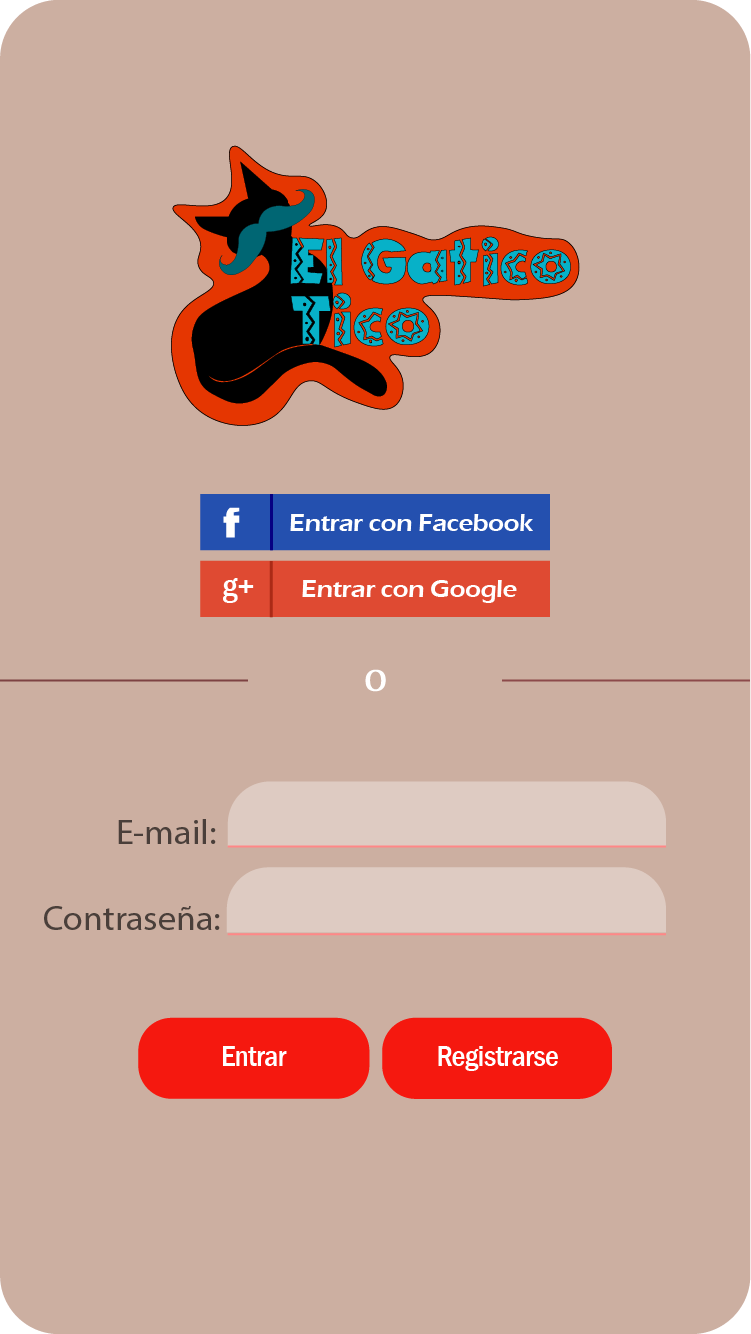 El Gatico
Tico
f Entrar con Facebook
g+ Entrar con Google
O
E-mail:
Contraseña:
Entrar Registrarse